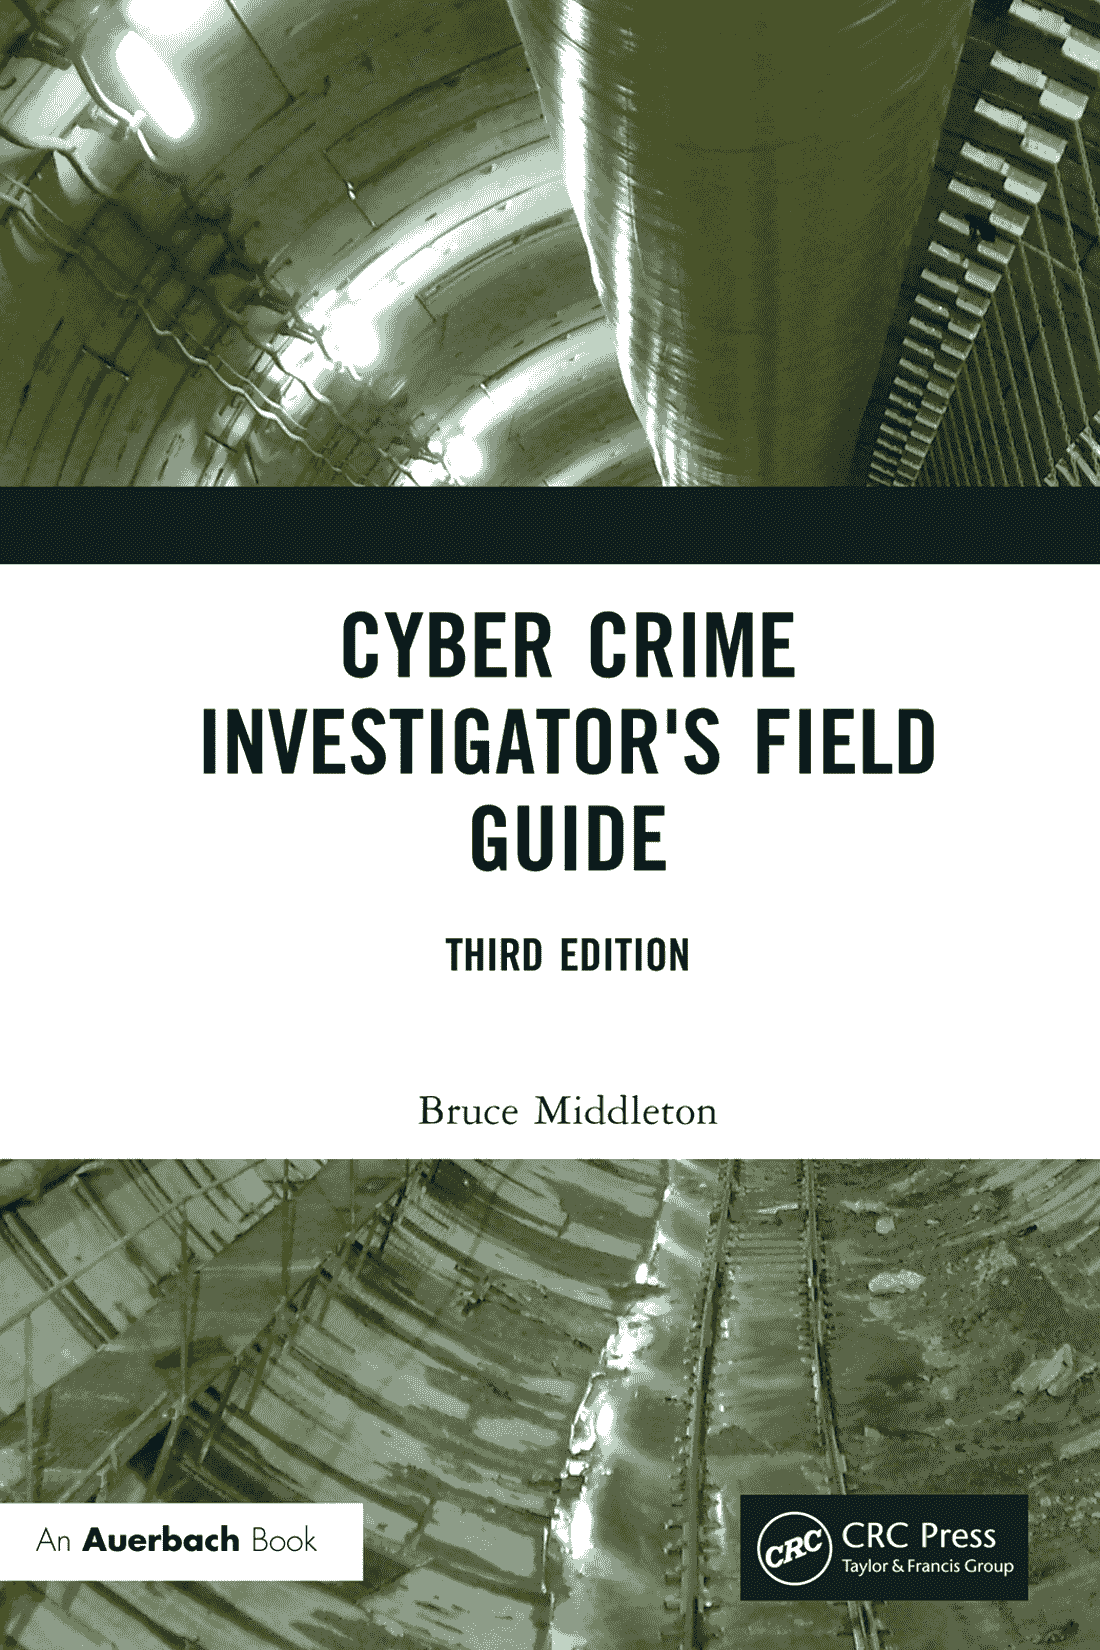 CYBER CRIME
INVESTIGATOR'S FIELD
GUIDE
THIRD EDITION
Bruce Middleton
An Auerbach Book
CRC
CRC Press
Taylor & Francis Group